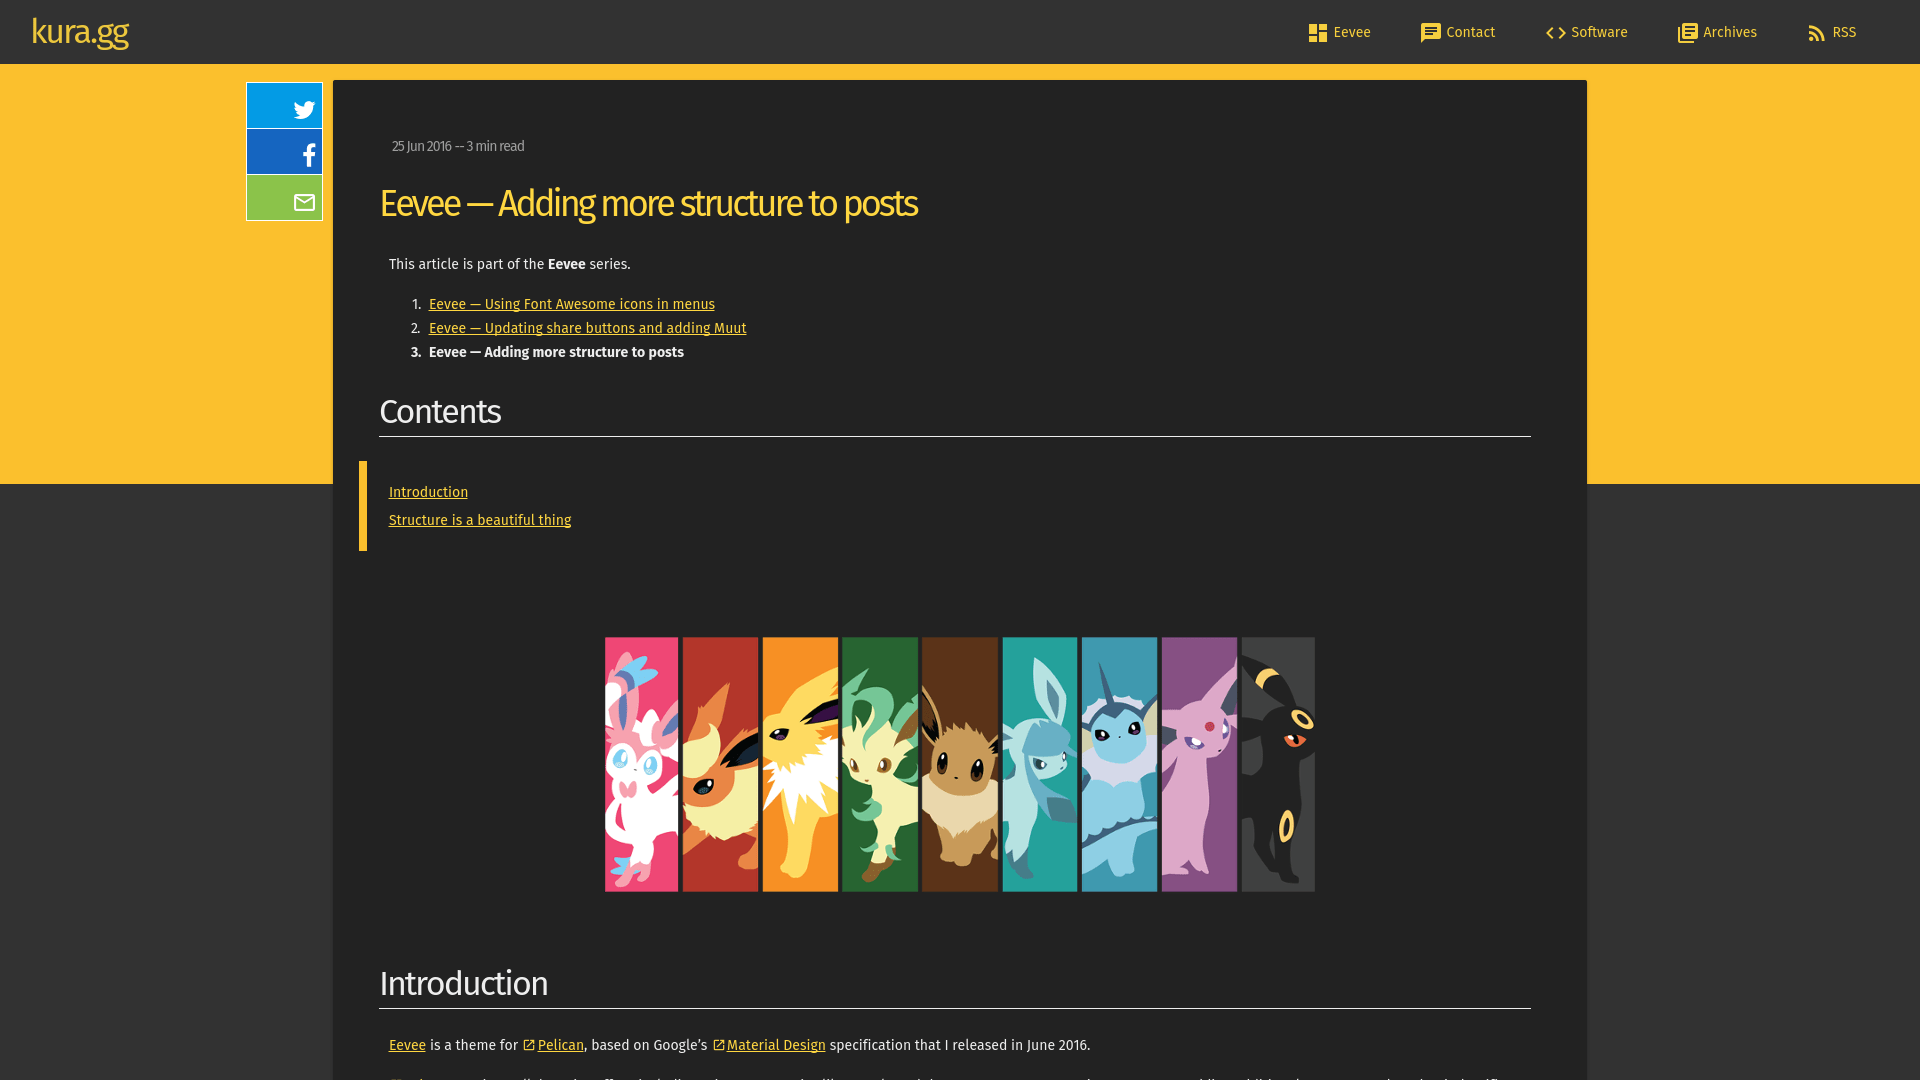 kura.gg
Eevee
Contact
Software
Archives
RSS
25 Jun 2016 -- 3 min read
Eevee — Adding more structure to posts
This article is part of the Eevee series.
1. Eevee — Using Font Awesome icons in menus
2. Eevee — Updating share buttons and adding Muut
3. Eevee — Adding more structure to posts
Contents
Introduction
Structure is a beautiful thing
Introduction
Eevee is a theme for Pelican, based on Google’s Material Design specification that I released in June 2016.